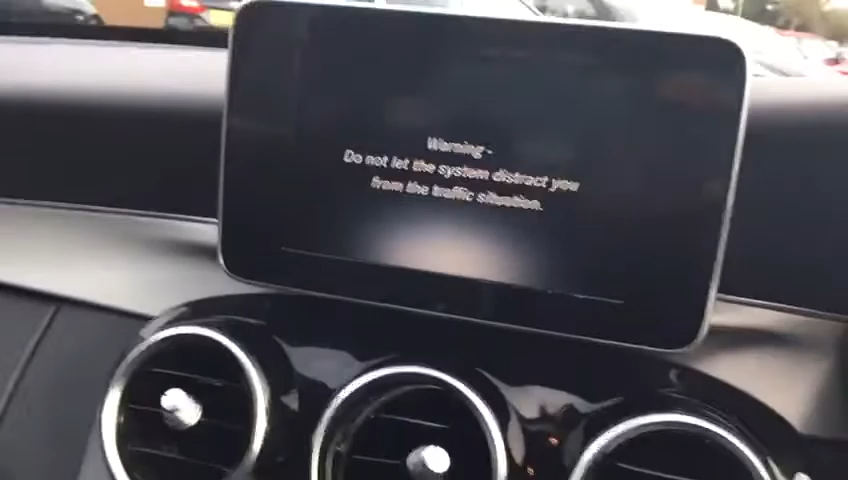 Warning -
Do not let the system distract you
from the traffic situation.